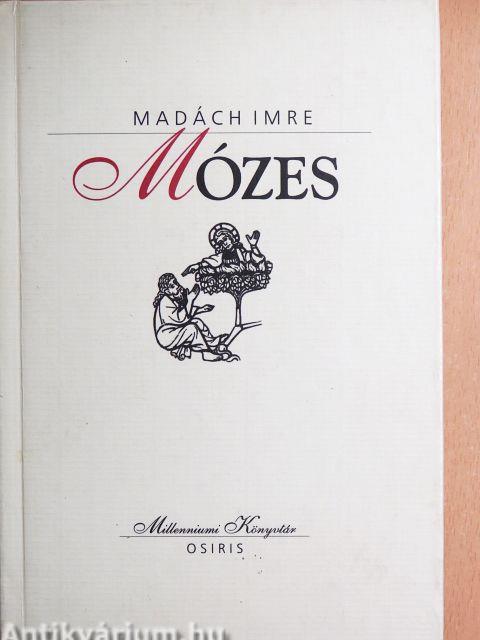 MADÁCH IMRE
MÓZES
Millenniumi Könyvtár
OSIRIS
Antikvárium.hu